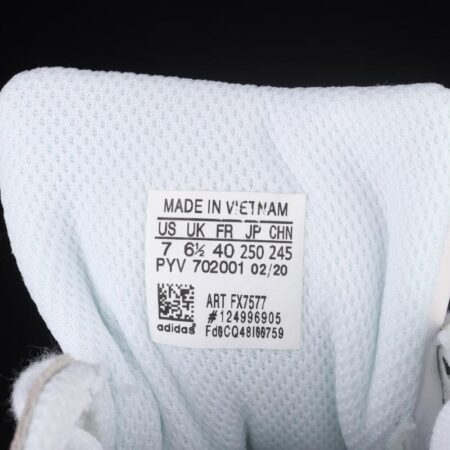 MADE IN VIETNAM
US UK FR JP CHN
7 6½ 40 250 245
PYV 702001 02/20
ART FX7577
#124996905
adidas